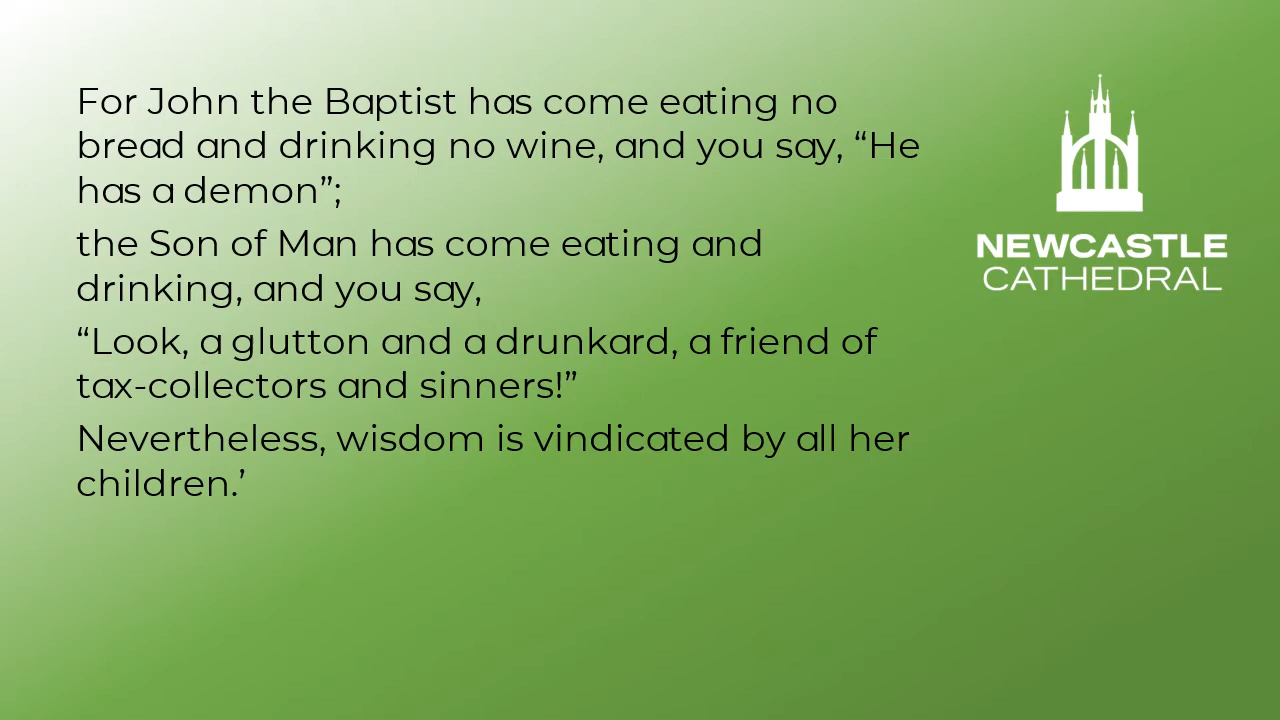 For John the Baptist has come eating no
bread and drinking no wine, and you say, “He
has a demon”;
the Son of Man has come eating and
drinking, and you say,
“Look, a glutton and a drunkard, a friend of
tax-collectors and sinners!”
Nevertheless, wisdom is vindicated by all her
children.’
NEWCASTLE
CATHEDRAL